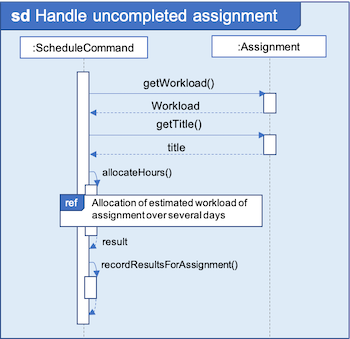 sd Handle uncompleted assignment
:ScheduleCommand
:Assignment
getWorkload()
Workload
getTitle()
title
allocateHours()
ref
Allocation of estimated workload of
assignment over several days
result
recordResultsForAssignment()